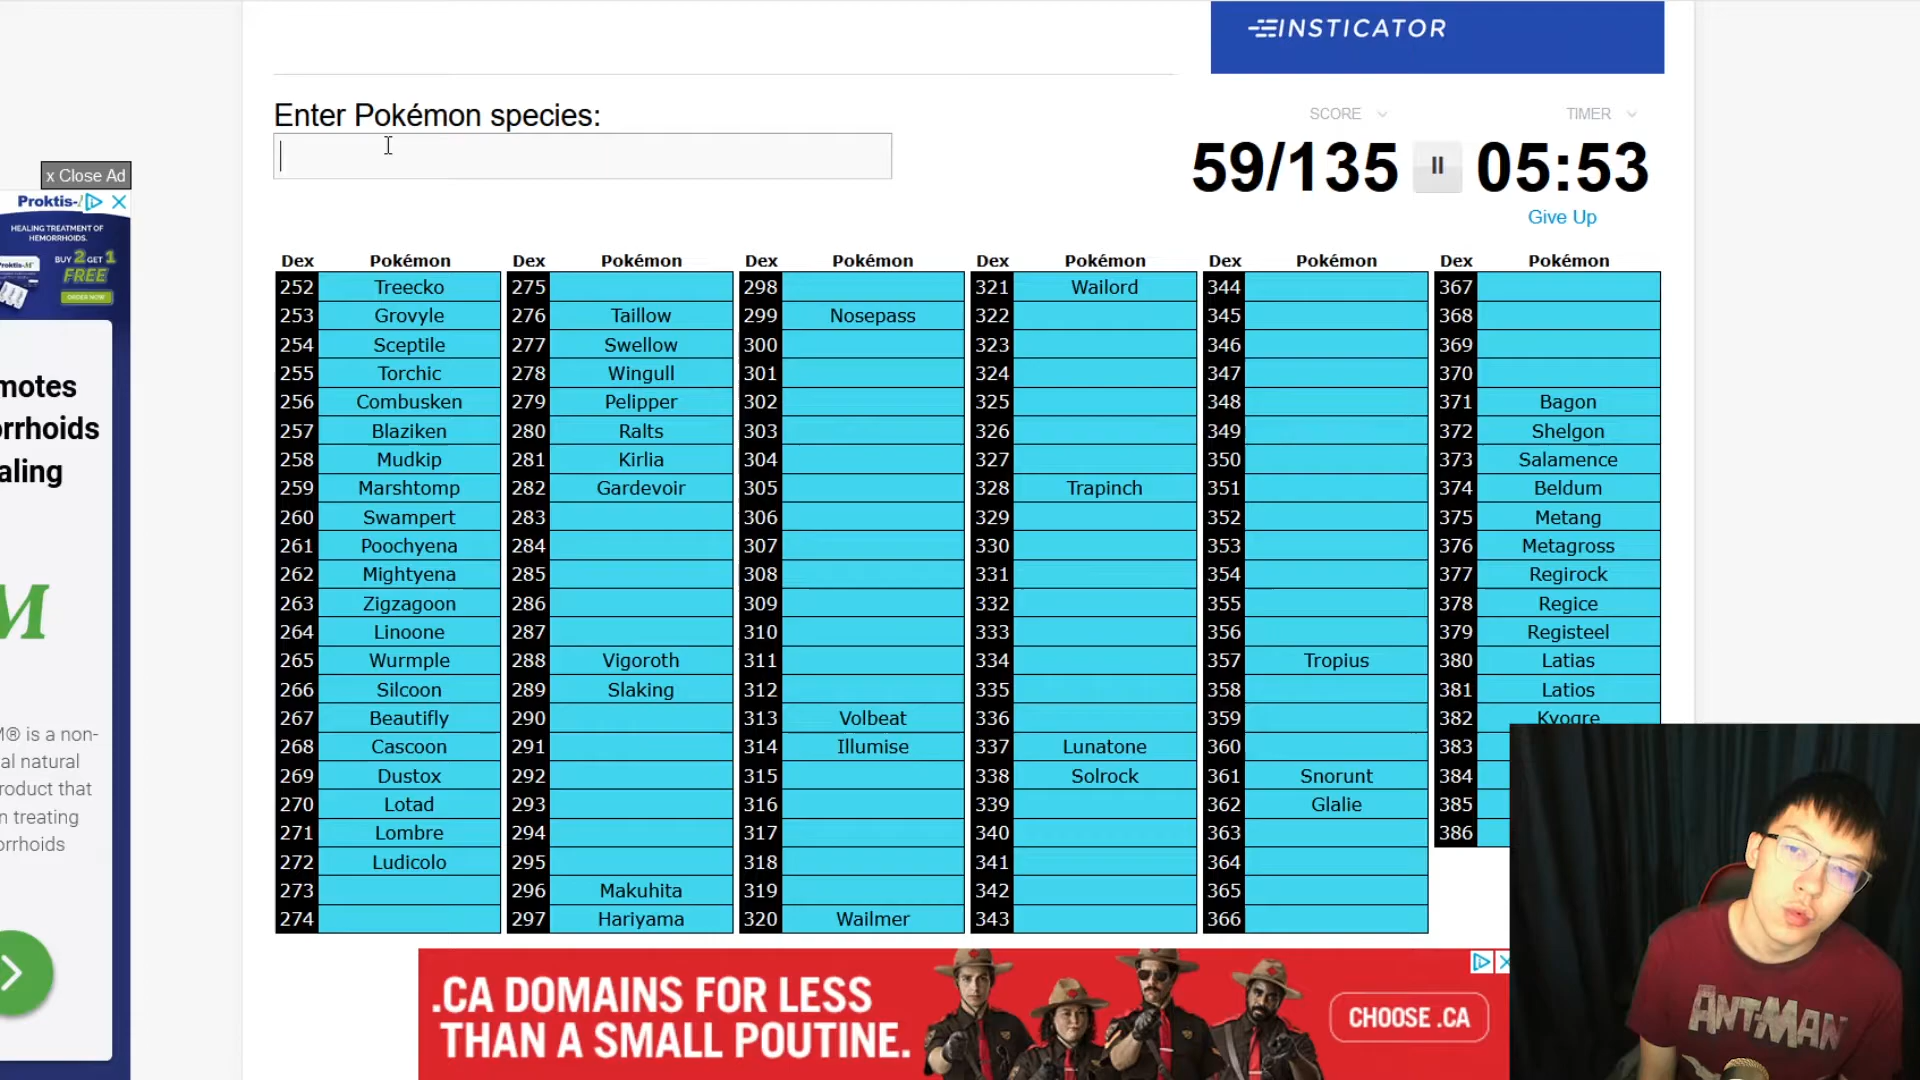 INSTICATOR
Enter Pokémon species:
SCORE
TIMER
59/135
05:53
Give Up
x Close Ad
Proktis-
HEALING TREATMENT OF
HEMORRHOIDS.
BUY 2 GET 1
FREE
ORDER NOW
motes
orrhoids
aling
M
M® is a non-
al natural
roduct that
n treating
orrhoids
Dex Pokémon Dex Pokémon Dex Pokémon Dex Pokémon Dex Pokémon Dex Pokémon
252 Treecko 275 298 321 Wailord 344 367
253 Grovyle 276 Taillow 299 Nosepass 322 345 368
254 Sceptile 277 Swellow 300 323 346 369
255 Torchic 278 Wingull 301 324 347 370
256 Combusken 279 Pelipper 302 325 348 371 Bagon
257 Blaziken 280 Ralts 303 326 349 372 Shelgon
258 Mudkip 281 Kirlia 304 327 350 373 Salamence
259 Marshtomp 282 Gardevoir 305 328 Trapinch 351 374 Beldum
260 Swampert 283 306 329 352 375 Metang
261 Poochyena 284 307 330 353 376 Metagross
262 Mightyena 285 308 331 354 377 Regirock
263 Zigzagoon 286 309 332 355 378 Regice
264 Linoone 287 310 333 356 379 Registeel
265 Wurmple 288 Vigoroth 311 334 357 Tropius 380 Latias
266 Silcoon 289 Slaking 312 335 358 381 Latios
267 Beautifly 290 313 Volbeat 336 359 382 Kyogre
268 Cascoon 291 314 Illumise 337 Lunatone 360 383
269 Dustox 292 315 338 Solrock 361 Snorunt 384
270 Lotad 293 316 339 362 Glalie 385
271 Lombre 294 317 340 363 386
272 Ludicolo 295 318 341 364
273 296 Makuhita 319 342 365
274 297 Hariyama 320 Wailmer 343 366
.CA DOMAINS FOR LESS
THAN A SMALL POUTINE.
CHOOSE .CA
ANT-MAN